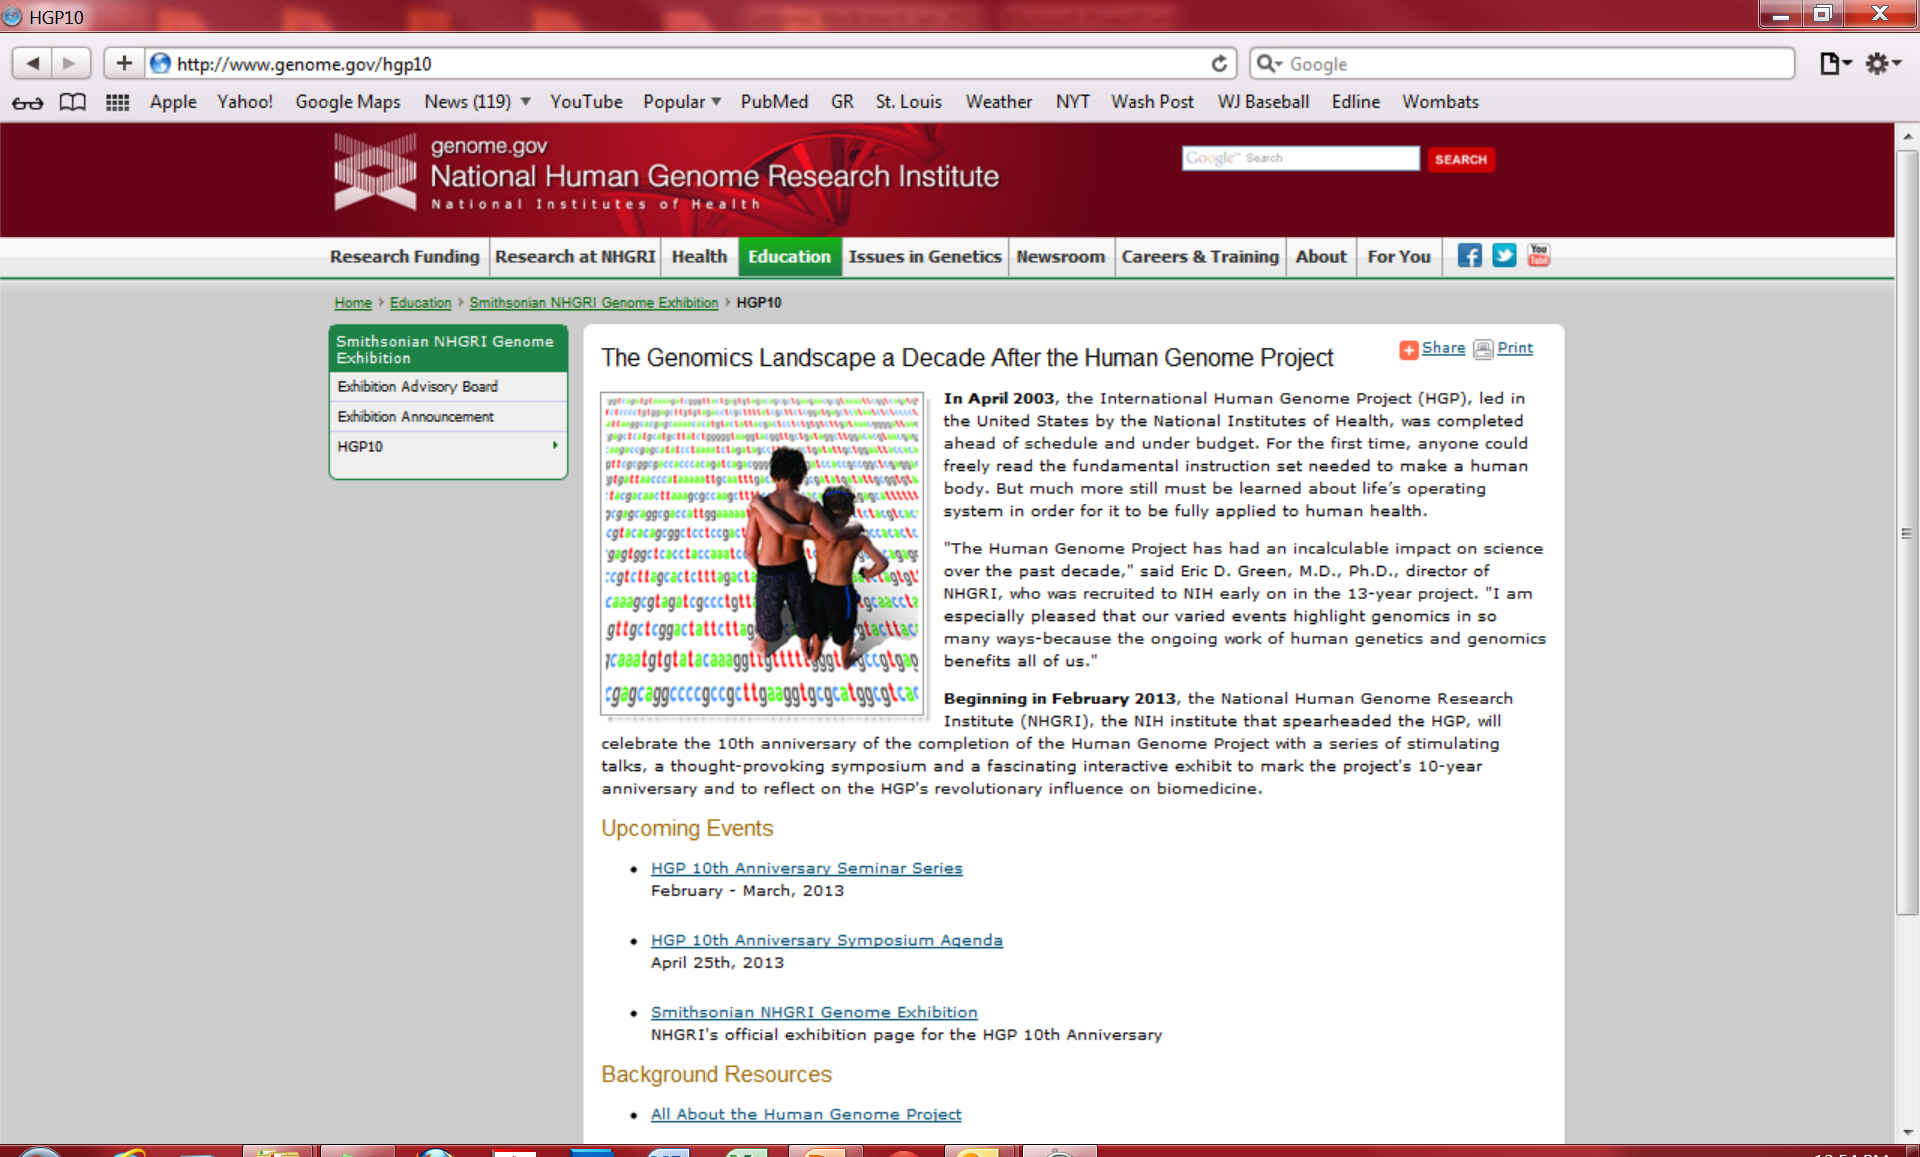 HGP10
http://www.genome.gov/hgp10
Google
Apple Yahoo! Google Maps News (119) YouTube Popular PubMed GR St. Louis Weather NYT Wash Post WJ Baseball Edline Wombats
genome.gov
National Human Genome Research Institute
National Institutes of Health
Google™ Search
SEARCH
Research Funding Research at NHGRI Health Education Issues in Genetics Newsroom Careers & Training About For You
You Tube
Home > Education > Smithsonian NHGRI Genome Exhibition > HGP10
Smithsonian NHGRI Genome
Exhibition
Exhibition Advisory Board
Exhibition Announcement
HGP10
The Genomics Landscape a Decade After the Human Genome Project
Share Print
In April 2003, the International Human Genome Project (HGP), led in
the United States by the National Institutes of Health, was completed
ahead of schedule and under budget. For the first time, anyone could
freely read the fundamental instruction set needed to make a human
body. But much more still must be learned about life’s operating
system in order for it to be fully applied to human health.
"The Human Genome Project has had an incalculable impact on science
over the past decade," said Eric D. Green, M.D., Ph.D., director of
NHGRI, who was recruited to NIH early on in the 13-year project. "I am
especially pleased that our varied events highlight genomics in so
many ways-because the ongoing work of human genetics and genomics
benefits all of us."
Beginning in February 2013, the National Human Genome Research
Institute (NHGRI), the NIH institute that spearheaded the HGP, will
celebrate the 10th anniversary of the completion of the Human Genome Project with a series of stimulating
talks, a thought-provoking symposium and a fascinating interactive exhibit to mark the project's 10-year
anniversary and to reflect on the HGP's revolutionary influence on biomedicine.
Upcoming Events
HGP 10th Anniversary Seminar Series
February - March, 2013
HGP 10th Anniversary Symposium Agenda
April 25th, 2013
Smithsonian NHGRI Genome Exhibition
NHGRI's official exhibition page for the HGP 10th Anniversary
Background Resources
All About the Human Genome Project